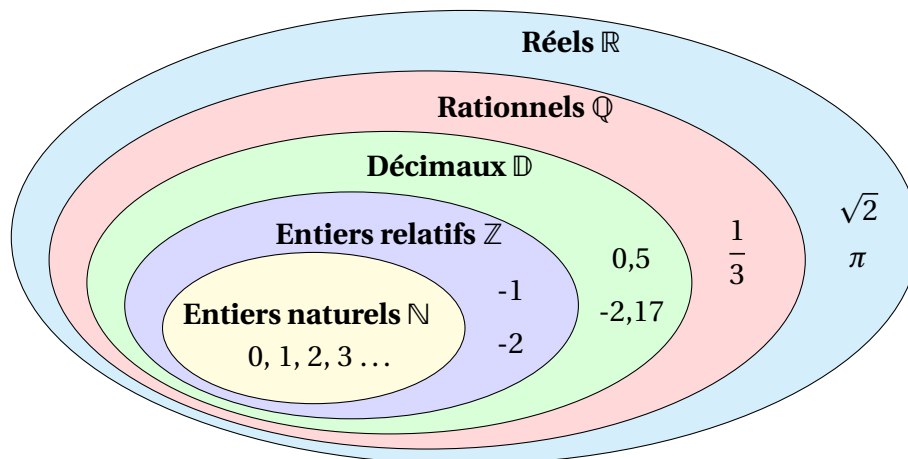 Réels ℝ
Rationnels ℚ
Décimaux 𝔻
Entiers relatifs ℤ
Entiers naturels ℕ
0, 1, 2, 3 …
-1
-2
0,5
-2,17
1/3
√2
π